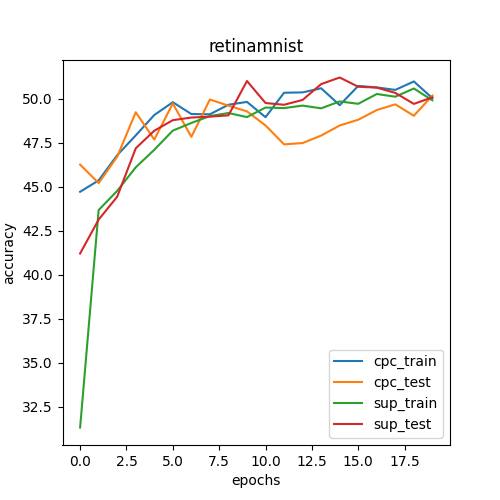 retinamnist
50.0
47.5
45.0
42.5
40.0
37.5
35.0
32.5
accuracy
cpc_train
cpc_test
sup_train
sup_test
0.0 2.5 5.0 7.5 10.0 12.5 15.0 17.5
epochs